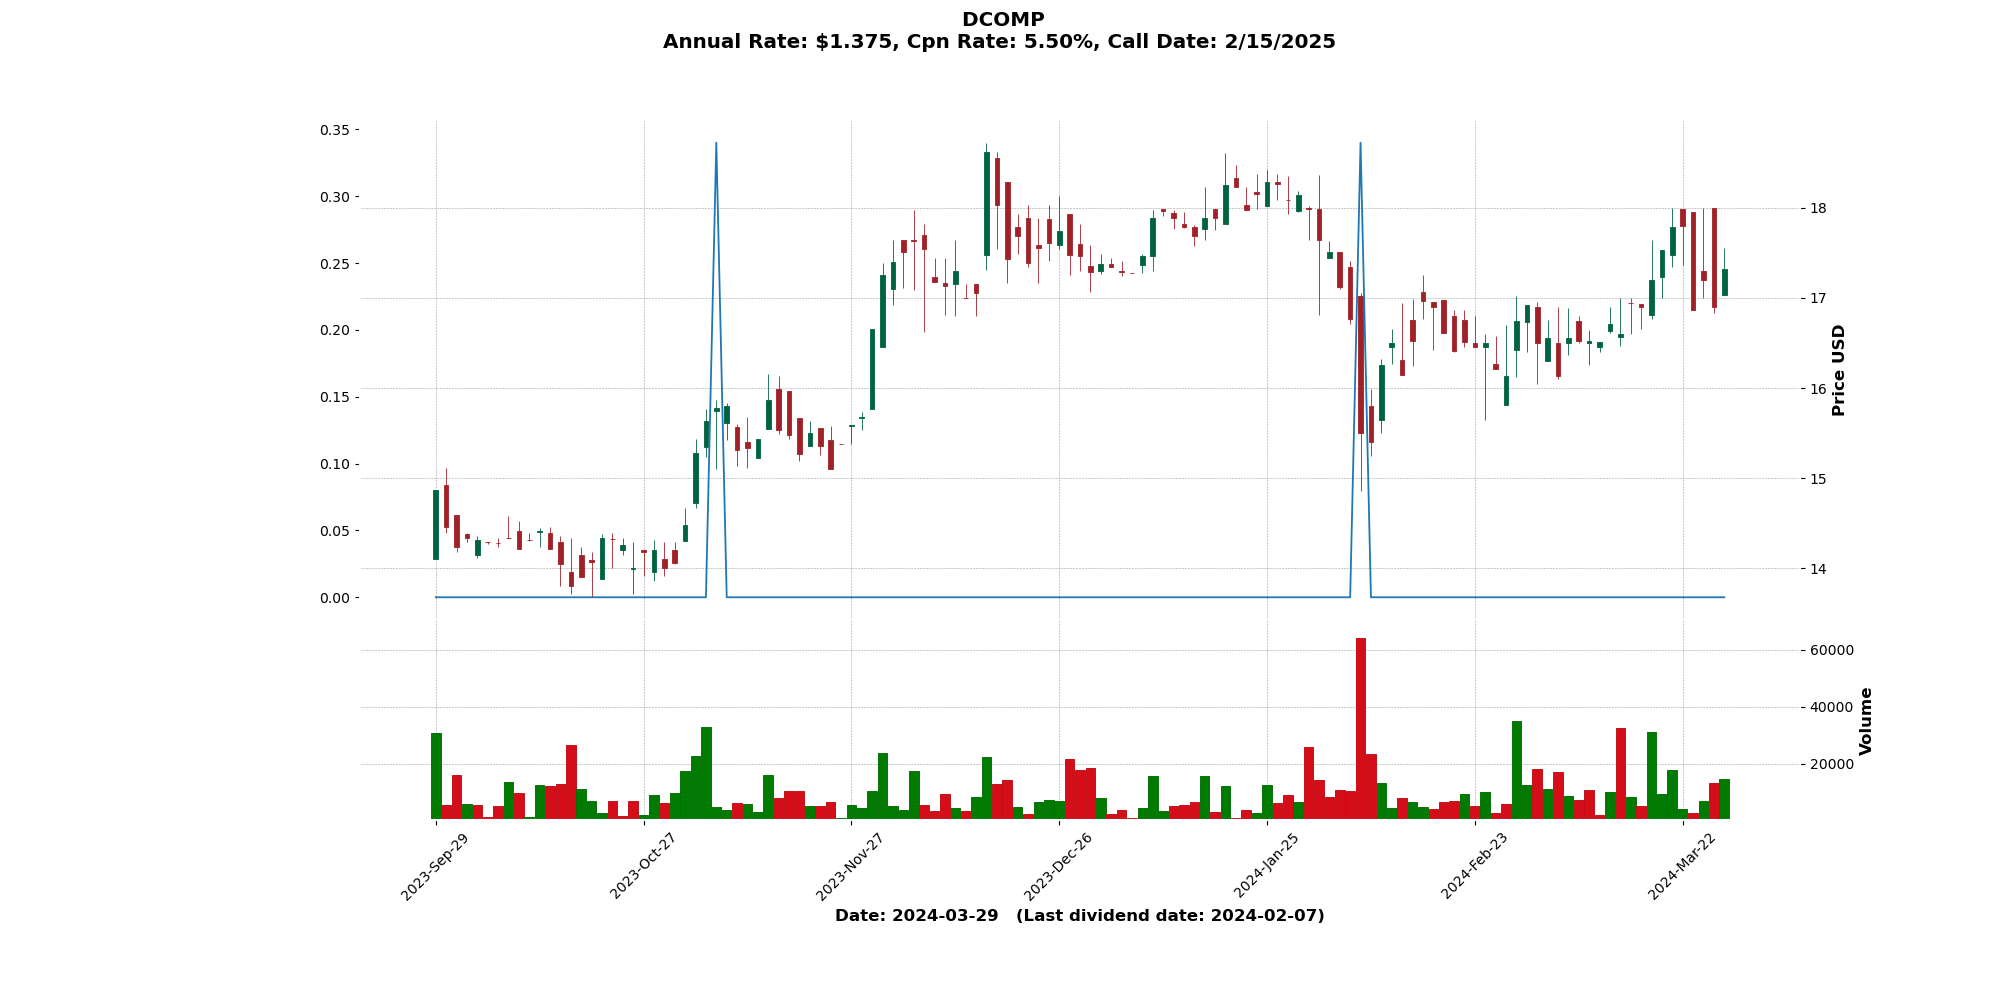 DCOMP
Annual Rate: $1.375, Cpn Rate: 5.50%, Call Date: 2/15/2025
0.35
0.30
0.25
0.20
0.15
0.10
0.05
0.00
18
17
16
15
14
Price USD
60000
40000
20000
Volume
2023-Sep-29
2023-Oct-27
2023-Nov-27
2023-Dec-26
2024-Jan-25
2024-Feb-23
2024-Mar-22
Date: 2024-03-29   (Last dividend date: 2024-02-07)